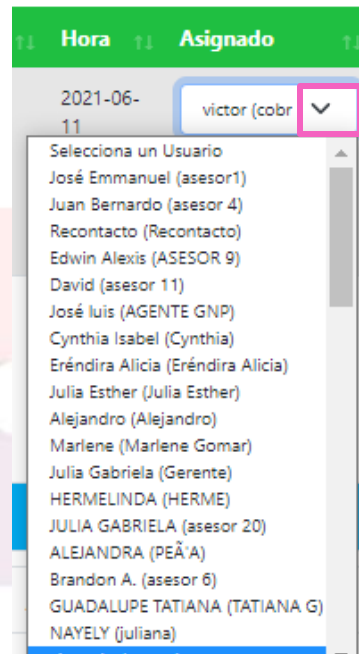 Hora Asignado
2021-06-
11
victor (cobr
Selecciona un Usuario
José Emmanuel (asesor1)
Juan Bernardo (asesor 4)
Recontacto (Recontacto)
Edwin Alexis (ASESOR 9)
David (asesor 11)
José luis (AGENTE GNP)
Cynthia Isabel (Cynthia)
Eréndira Alicia (Eréndira Alicia)
Julia Esther (Julia Esther)
Alejandro (Alejandro)
Marlene (Marlene Gomar)
Julia Gabriela (Gerente)
HERMELINDA (HERME)
JULIA GABRIELA (asesor 20)
ALEJANDRA (PEÃ'A)
Brandon A. (asesor 6)
GUADALUPE TATIANA (TATIANA G)
NAYELY (juliana)